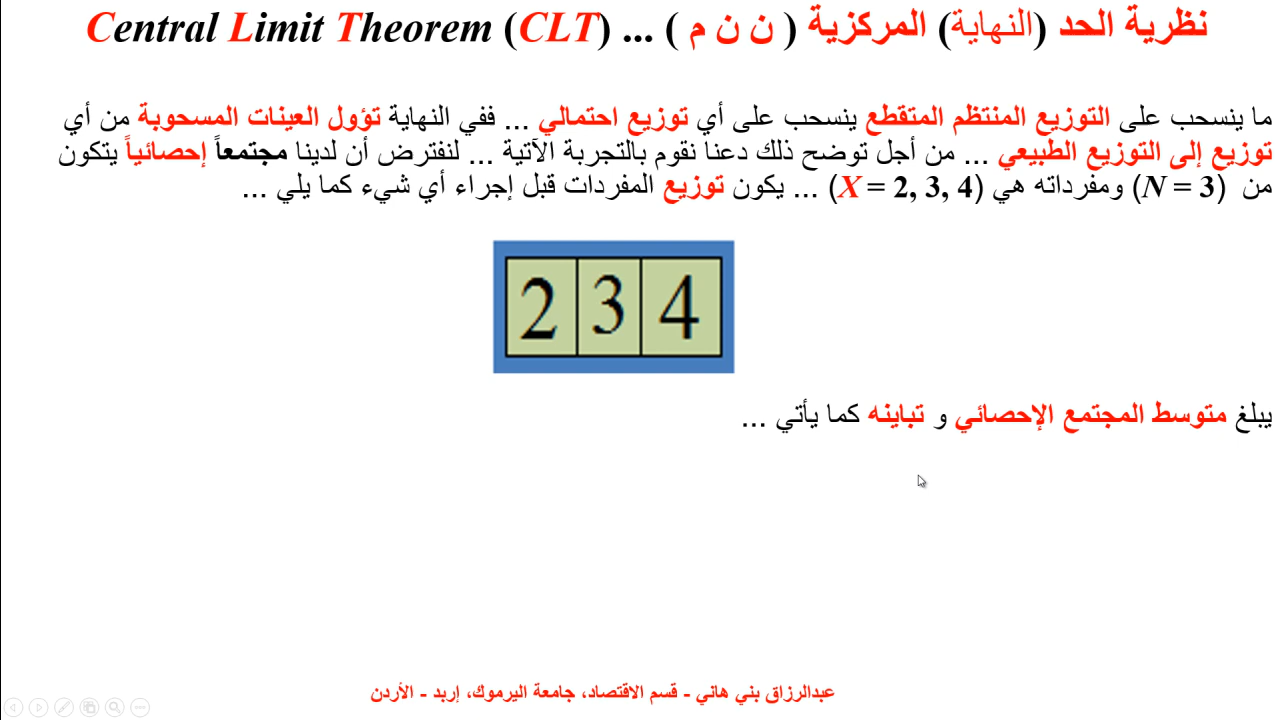 نظرية الحد (النهاية) المركزية ( ن ن م ) ... Central Limit Theorem (CLT)
ما ينسحب على التوزيع المنتظم المتقطع ينسحب على أي توزيع احتمالي ... ففي النهاية تؤول العينات المسحوبة من أي
توزيع إلى التوزيع الطبيعي ... من أجل توضح ذلك دعنا نقوم بالتجربة الآتية ... لنفترض أن لدينا مجتمعاً إحصائياً يتكون
من (N = 3) ومفرداته هي (X = 2, 3, 4) ... يكون توزيع المفردات قبل إجراء أي شيء كما يلي ...
2 3 4
يبلغ متوسط المجتمع الإحصائي و تباينه كما يأتي ...
عبدالرزاق بني هاني - قسم الاقتصاد، جامعة اليرموك، إربد - الأردن